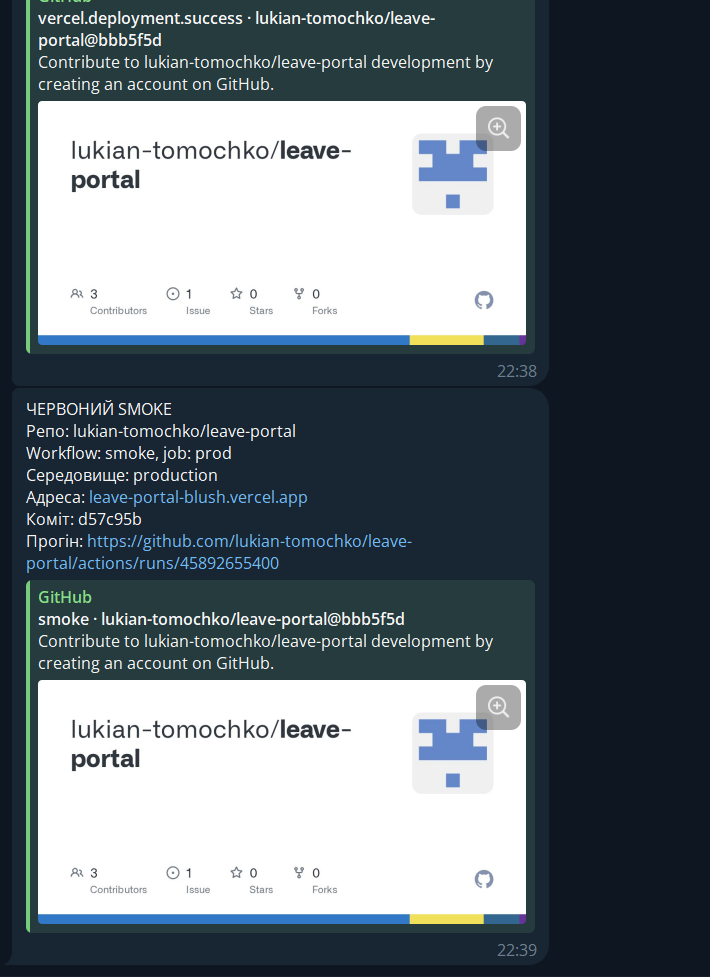 GitHub
vercel.deployment.success · lukian-tomochko/leave-
portal@bbb5f5d
Contribute to lukian-tomochko/leave-portal development by
creating an account on GitHub.
lukian-tomochko/leave-
portal
3
Contributors
1
Issue
0
Stars
0
Forks
22:38
ЧЕРВОНИЙ SMOKE
Репо: lukian-tomochko/leave-portal
Workflow: smoke, job: prod
Середовище: production
Адреса: leave-portal-blush.vercel.app
Коміт: d57c95b
Прогін: https://github.com/lukian-tomochko/leave-
portal/actions/runs/45892655400
GitHub
smoke · lukian-tomochko/leave-portal@bbb5f5d
Contribute to lukian-tomochko/leave-portal development by
creating an account on GitHub.
lukian-tomochko/leave-
portal
3
Contributors
1
Issue
0
Stars
0
Forks
22:39